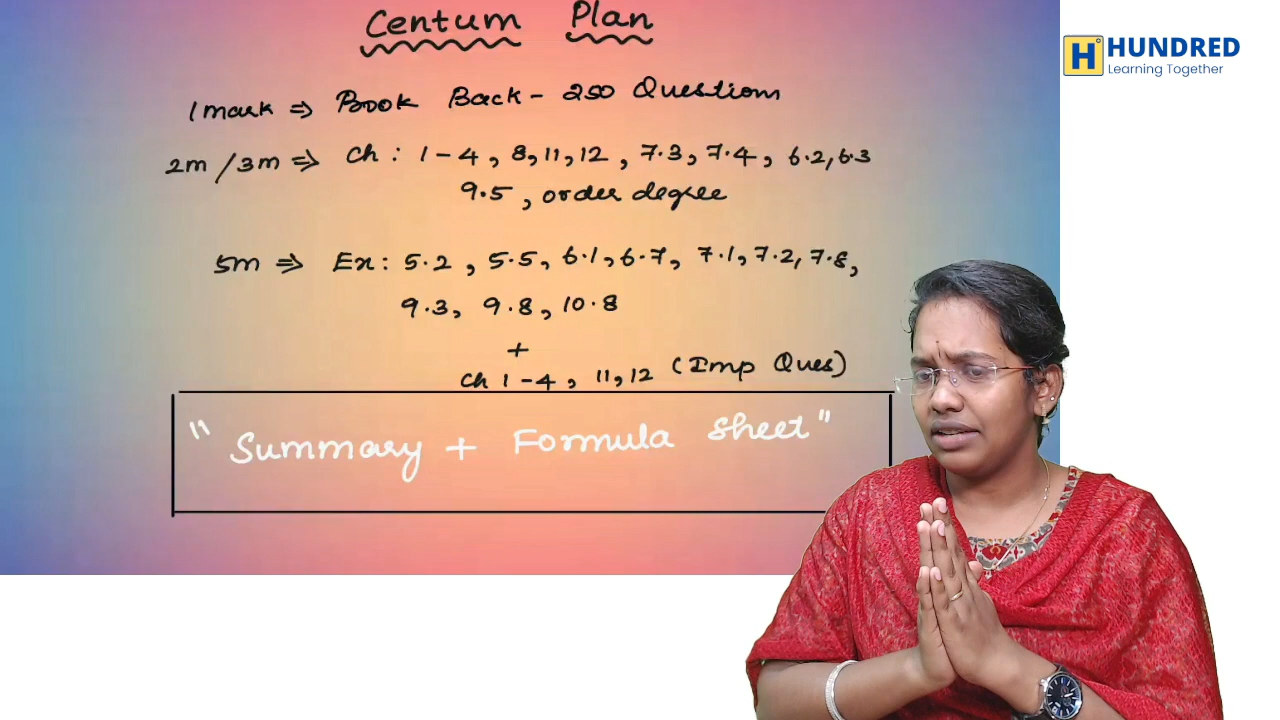 Centum Plan
1 mark ⇒ Book Back - 250 Questions
2m / 3m ⇒ Ch : 1 - 4, 8, 11, 12, 7.3, 7.4, 6.2, 6.3
9.5, order degree
5m ⇒ Ex : 5.2, 5.5, 6.1, 6.7, 7.1, 7.2, 7.8,
9.3, 9.8, 10.8
+
Ch 1 - 4, 11, 12 (Imp Ques)
"Summary + Formula Sheet"
H HUNDRED
Learning Together